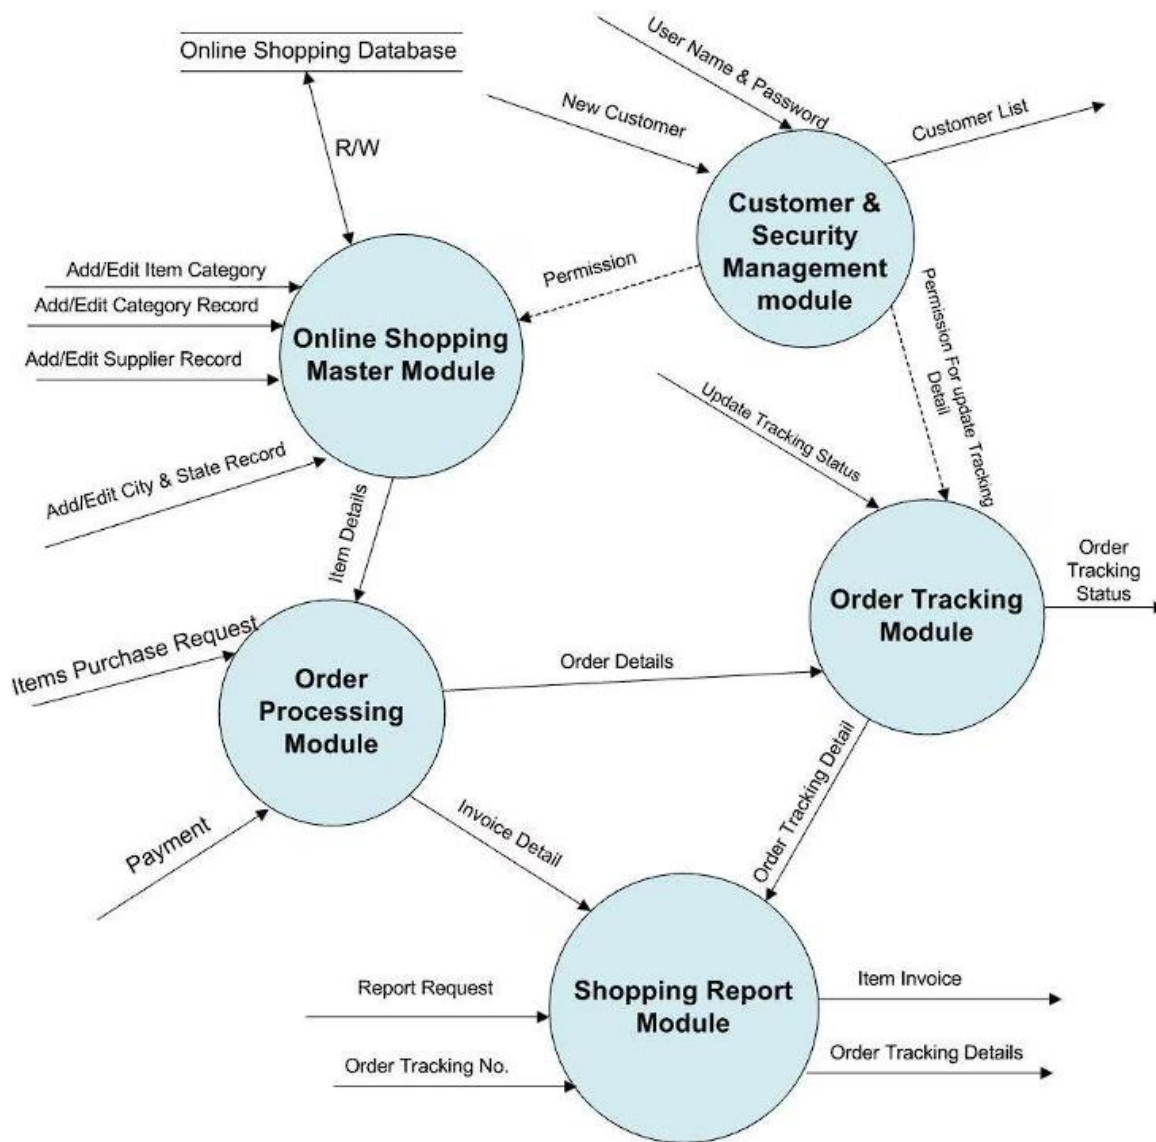 Online Shopping Database
User Name & Password
New Customer
Customer List
R/W
Customer &
Security
Management
module
Permission
Add/Edit Item Category
Add/Edit Category Record
Add/Edit Supplier Record
Online Shopping
Master Module
Permission For update Tracking
Detail
Update Tracking Status
Add/Edit City & State Record
Item Details
Order
Tracking
Status
Order Tracking
Module
Items Purchase Request
Order
Processing
Module
Order Details
Order Tracking Detail
Payment
Invoice Detail
Report Request
Shopping Report
Module
Item Invoice
Order Tracking No.
Order Tracking Details